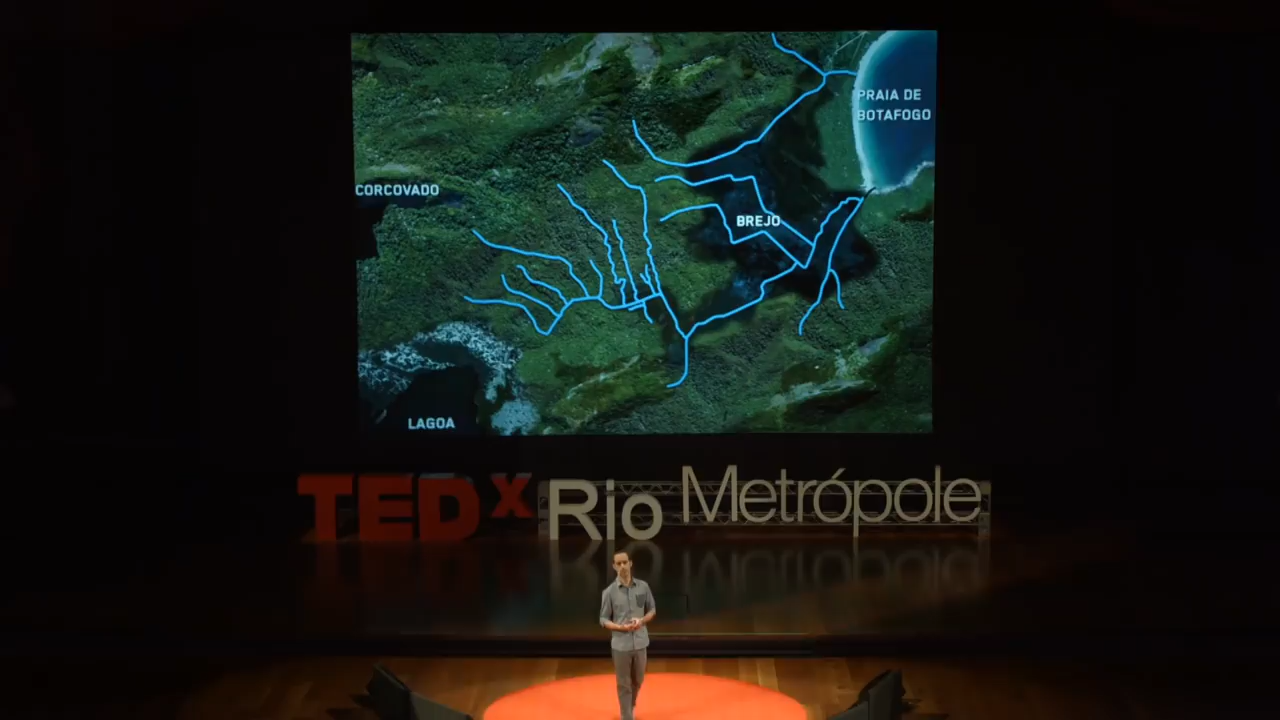 PRAIA DE
BOTAFOGO
CORCOVADO
BREJO
LAGOA
TEDx Rio Metrópole